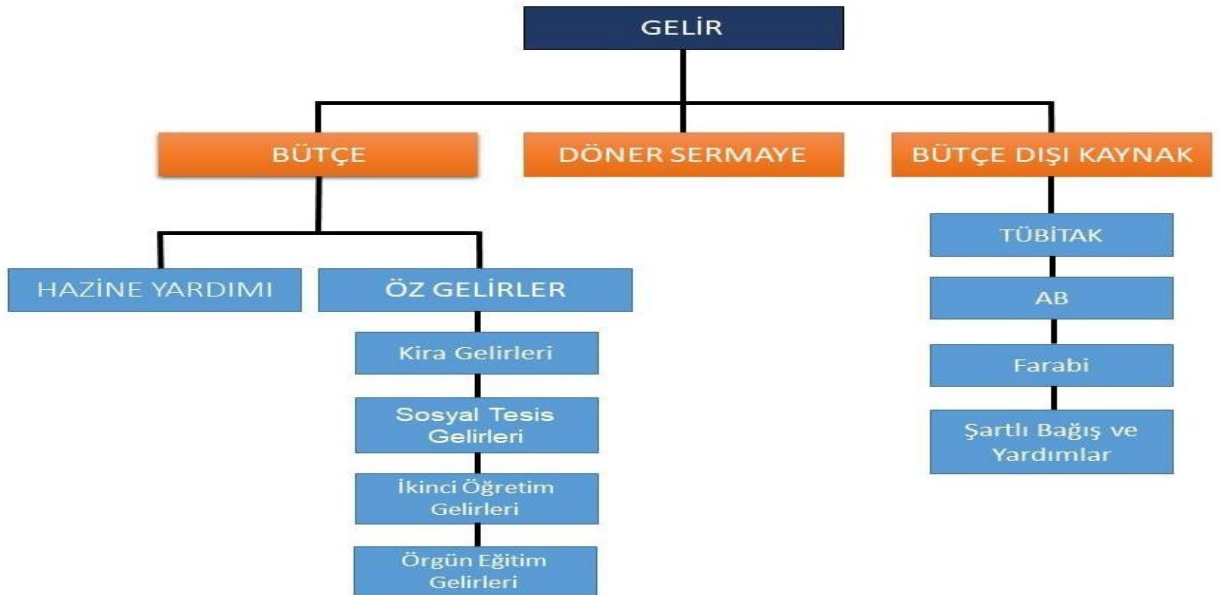 GELİR
BÜTÇE
DÖNER SERMAYE
BÜTÇE DIŞI KAYNAK
HAZİNE YARDIMI
ÖZ GELİRLER
Kira Gelirleri
Sosyal Tesis
Gelirleri
İkinci Öğretim
Gelirleri
Örgün Eğitim
Gelirleri
TÜBİTAK
AB
Farabi
Şartlı Bağış ve
Yardımlar